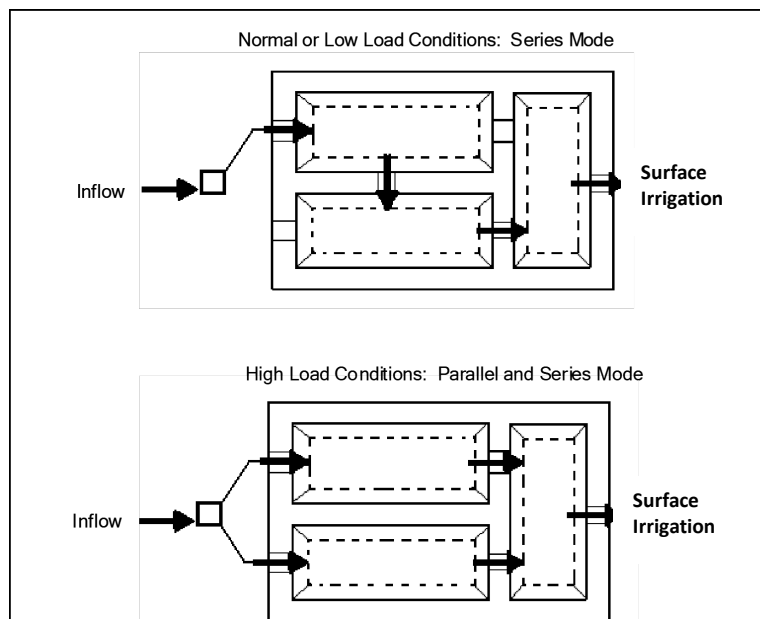 Normal or Low Load Conditions: Series Mode
Inflow
Surface
Irrigation
High Load Conditions: Parallel and Series Mode
Inflow
Surface
Irrigation